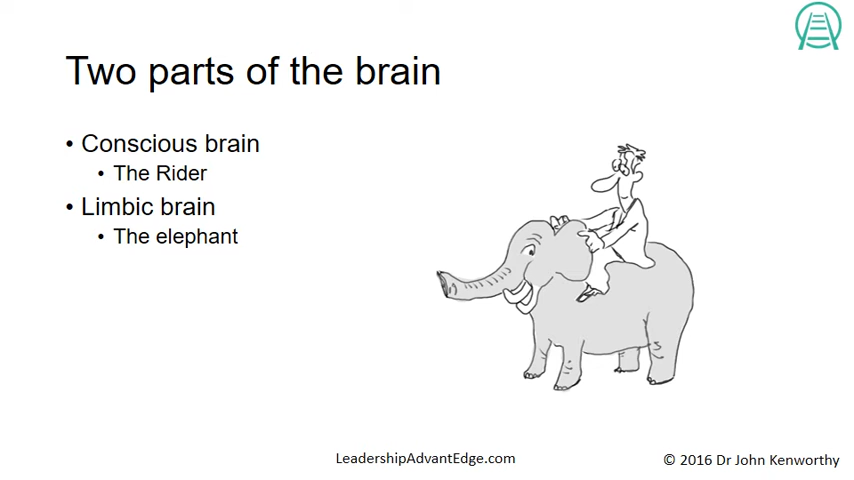 Two parts of the brain
• Conscious brain
• The Rider
• Limbic brain
• The elephant
LeadershipAdvantEdge.com
© 2016 Dr John Kenworthy